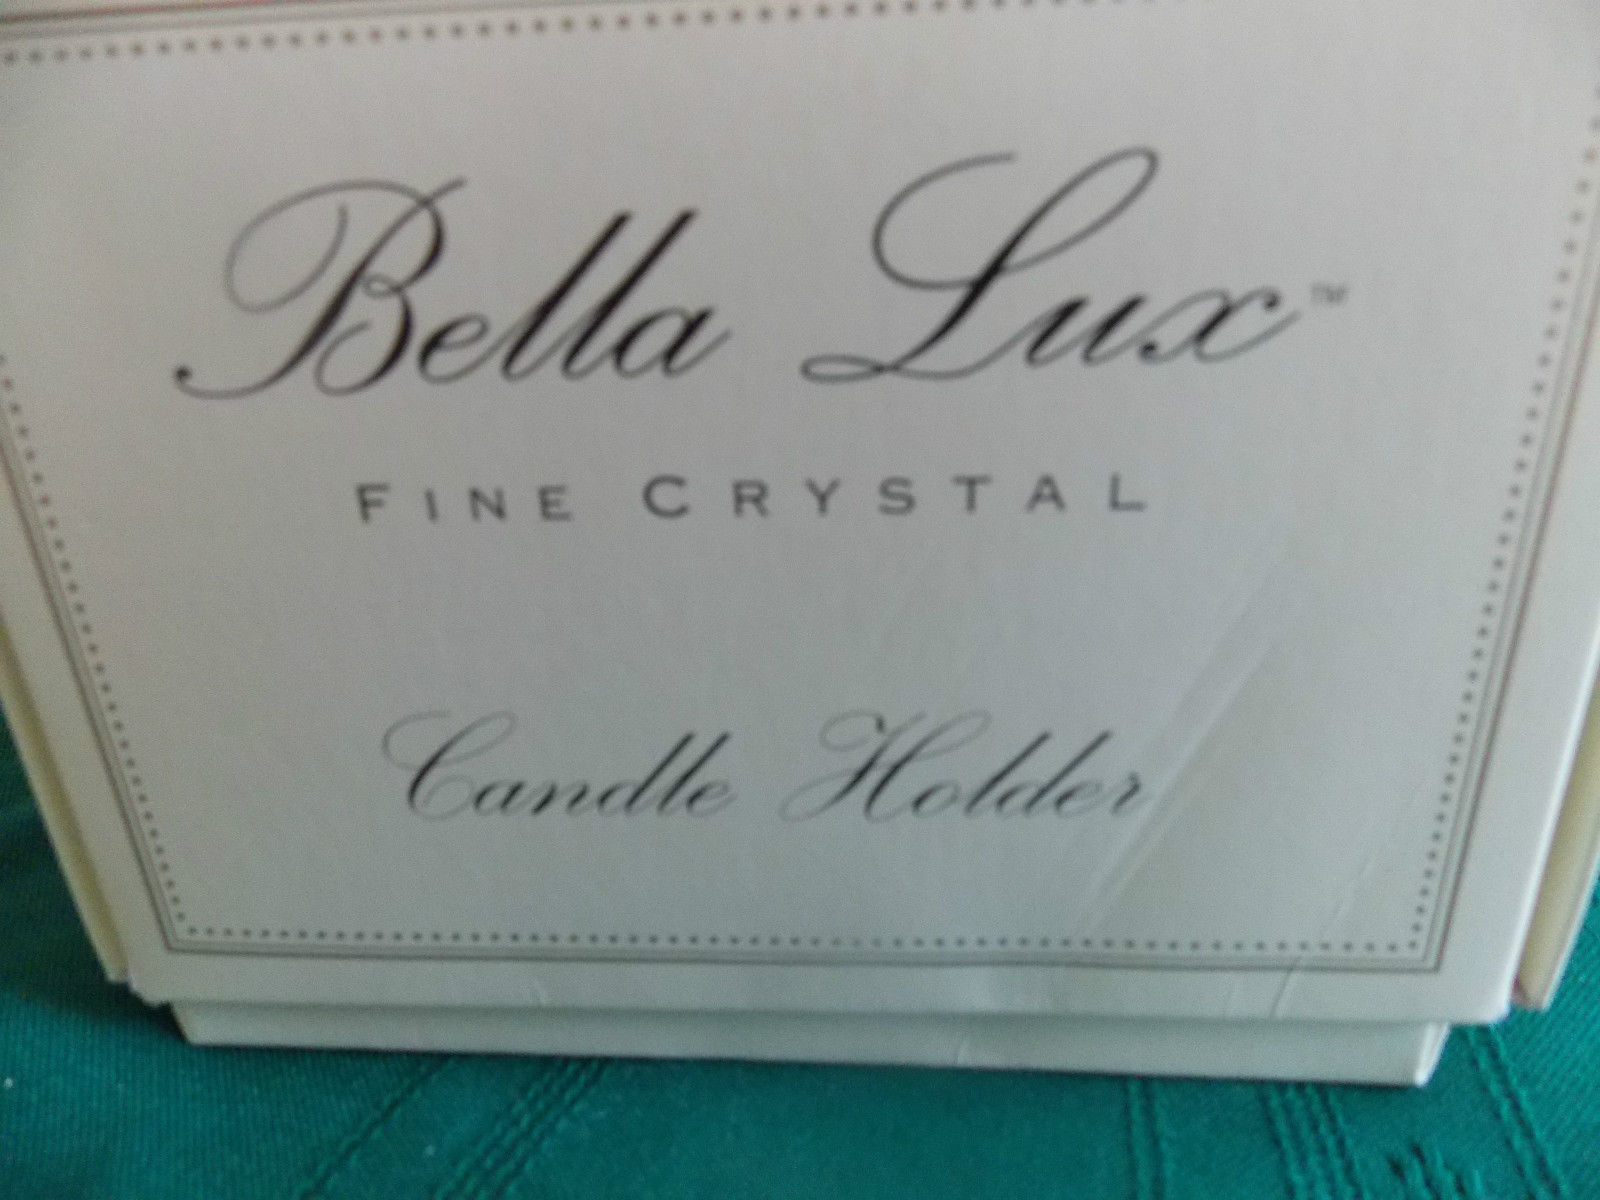 Bella Lux™
FINE CRYSTAL
Candle Holder